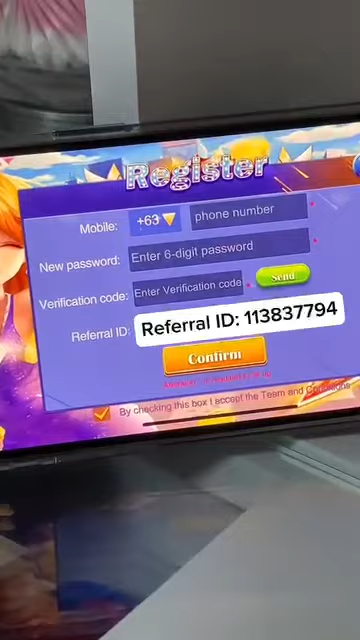 Register
Mobile: +63 phone number *
New password: Enter 6-digit password *
Verification code: Enter Verification code * Send
Referral ID: Referral ID: 113837794
Confirm
By checking this box I accept the Team and Conditions